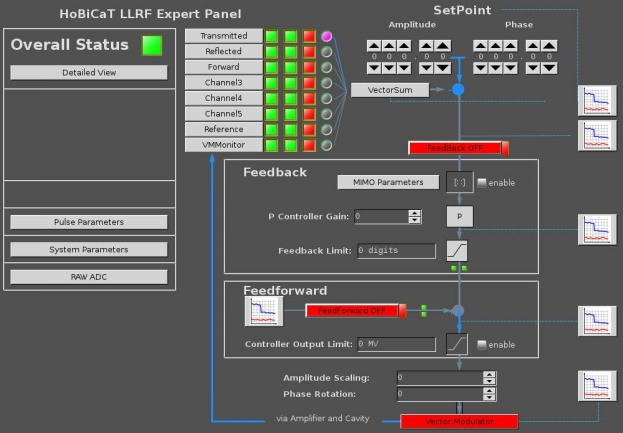 HoBiCaT LLRF Expert Panel
SetPoint
Overall Status
Detailed View
Pulse Parameters
System Parameters
RAW ADC
Transmitted
Reflected
Forward
Channel3
Channel4
Channel5
Reference
VMMonitor
Amplitude
Phase
0 0 0 . 0 0
0 0 0 . 0 0
VectorSum
FeedBack OFF
Feedback
MIMO Parameters
[::]
enable
P Controller Gain: 0
P
Feedback Limit: 0 digits
Feedforward
FeedForward OFF
Controller Output Limit: 0 MV
enable
Amplitude Scaling: 0
Phase Rotation: 0
via Amplifier and Cavity
Vector Modulator